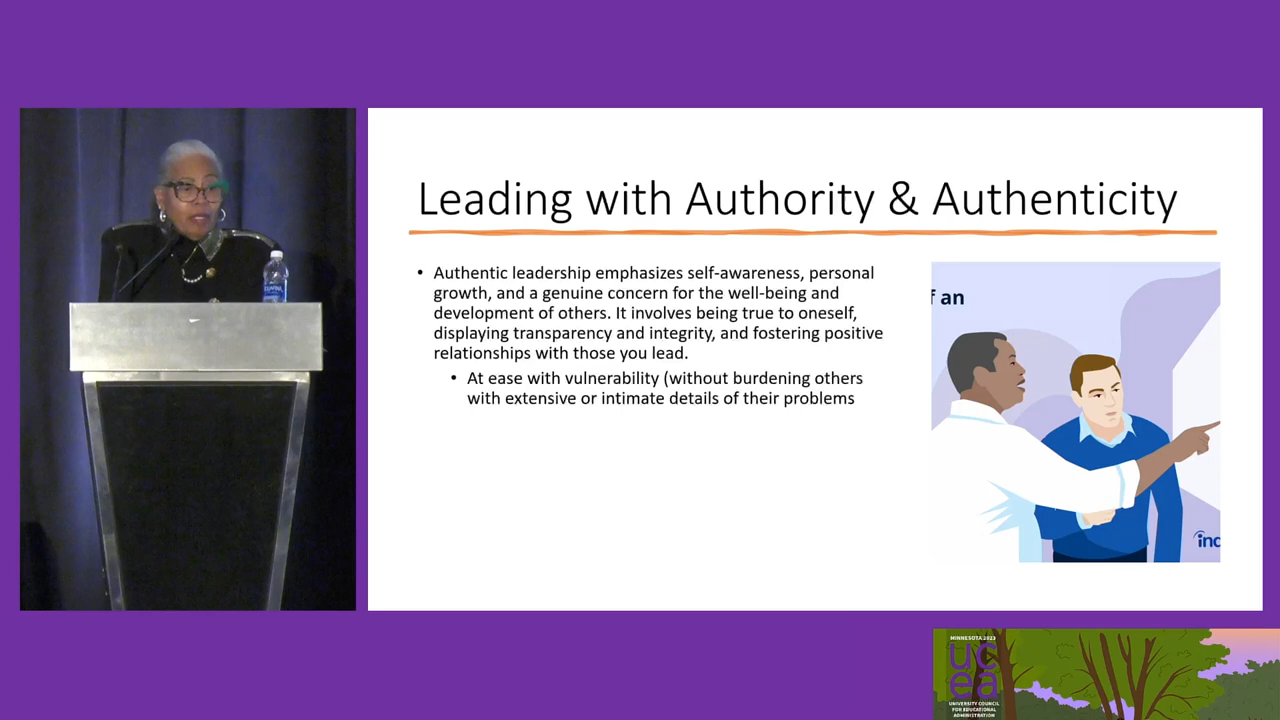 Leading with Authority & Authenticity
• Authentic leadership emphasizes self-awareness, personal
growth, and a genuine concern for the well-being and
development of others. It involves being true to oneself,
displaying transparency and integrity, and fostering positive
relationships with those you lead.
• At ease with vulnerability (without burdening others
with extensive or intimate details of their problems
f an
ind
MINNESOTA 2023
uc
ea
UNIVERSITY COUNCIL
FOR EDUCATIONAL
ADMINISTRATION